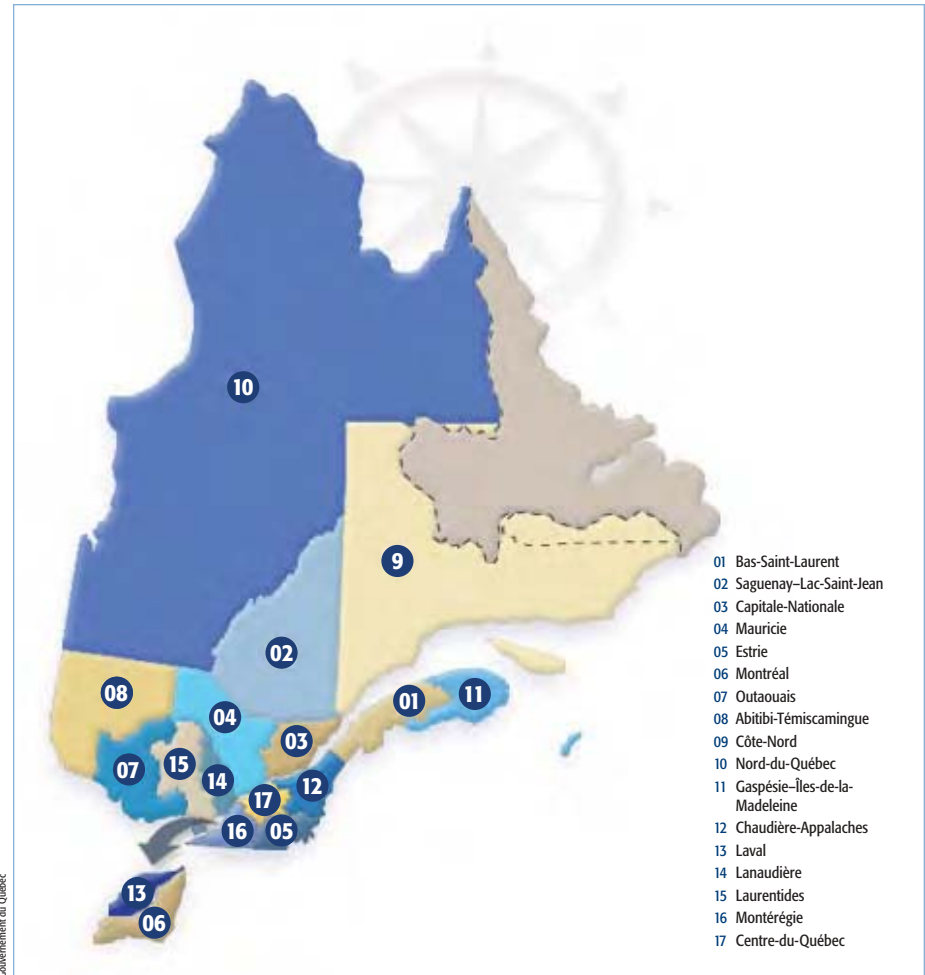 10
9
02
08
04
01
11
03
15
07
14
12
17
16
05
13
06
01 Bas-Saint-Laurent
02 Saguenay–Lac-Saint-Jean
03 Capitale-Nationale
04 Mauricie
05 Estrie
06 Montréal
07 Outaouais
08 Abitibi-Témiscamingue
09 Côte-Nord
10 Nord-du-Québec
11 Gaspésie–Îles-de-la-
Madeleine
12 Chaudière-Appalaches
13 Laval
14 Lanaudière
15 Laurentides
16 Montérégie
17 Centre-du-Québec
du Québec